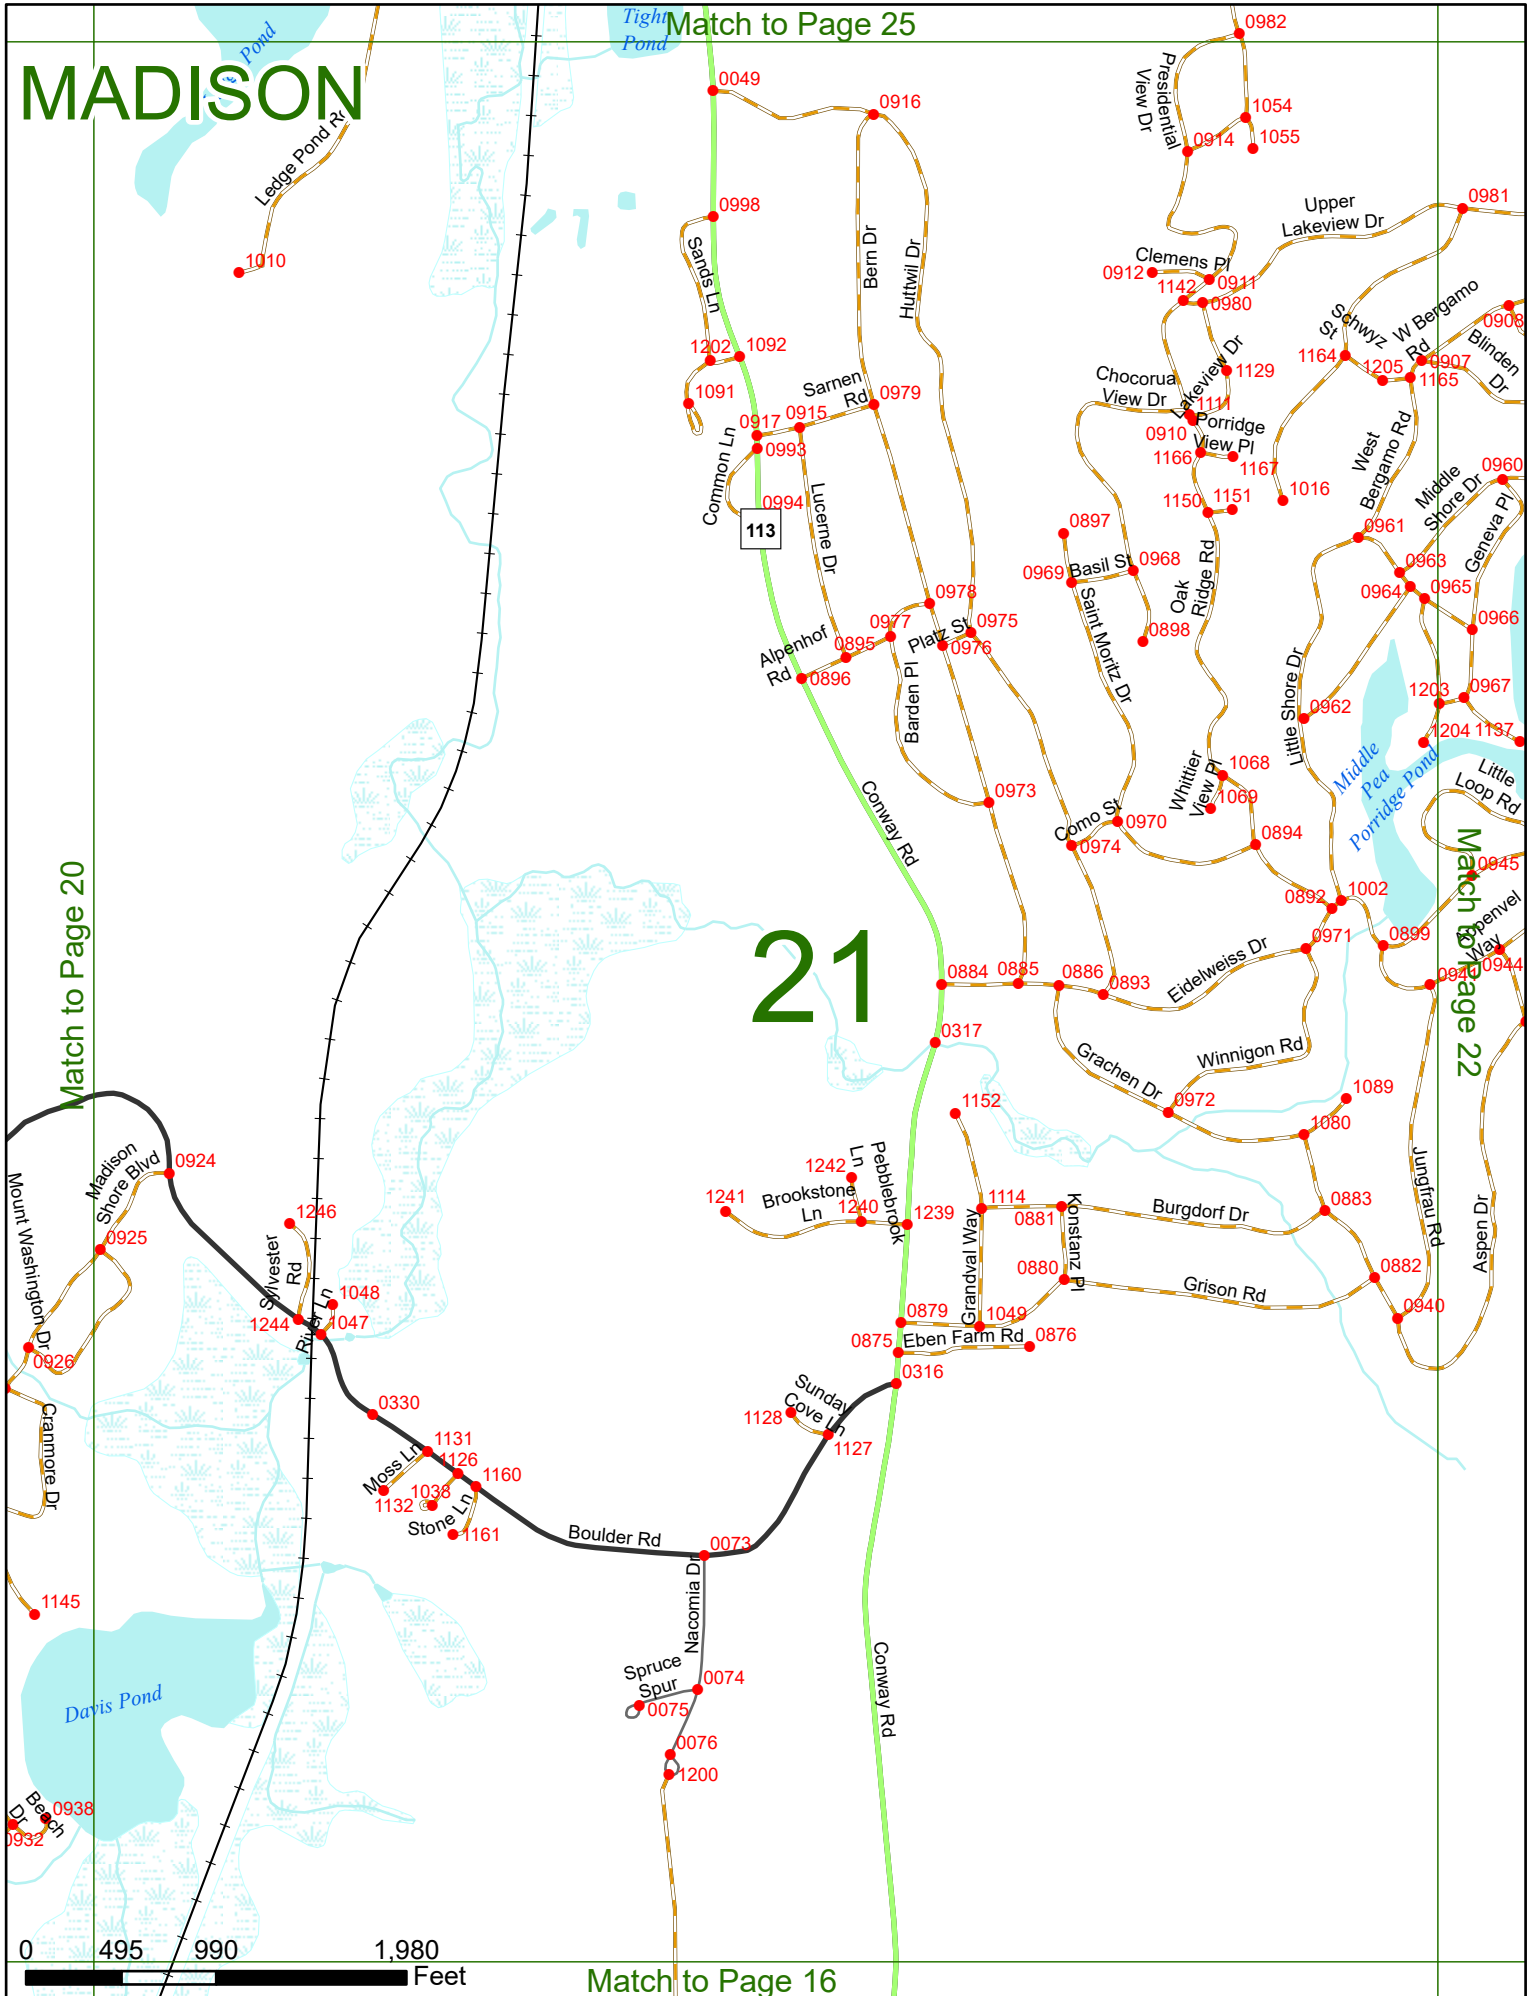 Match to Page 25
MADISON
Pond
Tight
Pond
Ledge Pond Rd
1010
0049
0916
0998
Sands Ln
Bern Dr
Huttwil Dr
1202
1092
1091
Sarnen
Rd
0979
0917
0915
0993
Common Ln
0994
113
Lucerne Dr
0982
Presidential
View Dr
1054
0914
1055
Upper
Lakeview Dr
0981
Clemens Pl
0912
0911
1142
0980
Schwyz
St
W Bergamo
Rd
0908
Blinden
Dr
1164
1205
0907
1165
Lakeview Dr
1129
Chocorua
View Dr
1111
0910
Porridge
View Pl
1166
1167
1150
1151
1016
West
Bergamo Rd
Middle
Shore Dr
0960
Geneva Pl
0961
0963
0964
0965
0966
0897
0969
Basil St
0968
Oak
Ridge Rd
0898
Saint Moritz Dr
0978
0977
Platz St
0975
0976
Alpenhof
Rd
0895
0896
Barden Pl
Conway Rd
0973
Little Shore Dr
0962
1203
0967
1204
1137
Middle
Pea
Porridge Pond
Little
Loop Rd
Whittier
View Pl
1068
1069
Como St
0970
0974
0894
0945
Match to Page 20
Match to Page 22
0892
1002
0899
Appenvel
Way
0971
0941
0944
21
0884
0885
0886
0893
Eidelweiss Dr
0317
Grachen Dr
Winnigon Rd
0972
1089
1080
1152
Madison
Shore Blvd
0924
Mount Washington Dr
0925
0926
1246
Sylvester
Rd
1244
River Ln
1048
1047
1242
Pebblebrook
Ln
1241
Brookstone
Ln
1240
1239
1114
Grandval Way
0881
Konstanz Pl
Burgdorf Dr
0883
Jungfrau Rd
Aspen Dr
0880
Grison Rd
0882
0940
0879
1049
0875
Eben Farm Rd
0876
0316
Cranmore Dr
0330
Sunday
Cove Ln
1128
1127
1131
Moss Ln
1126
1160
1132
1038
Stone Ln
1161
Boulder Rd
0073
1145
Nacomia Dr
Spruce
Spur
0074
0075
Conway Rd
Davis Pond
0076
1200
Beach
Dr
0938
0932
0
495
990
1,980
Feet
Match to Page 16